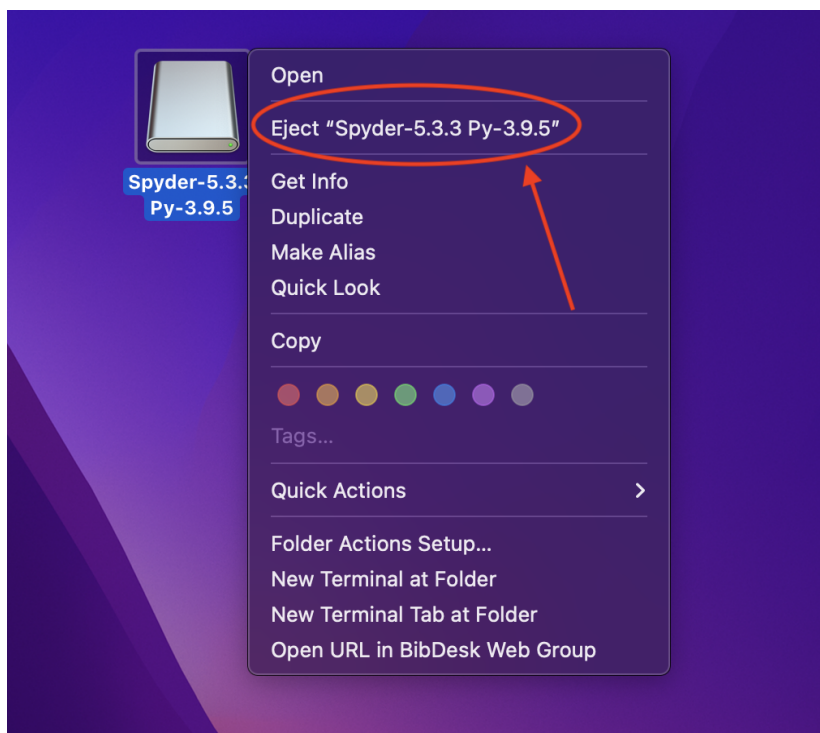 Spyder-5.3.3
Py-3.9.5
Open
Eject “Spyder-5.3.3 Py-3.9.5”
Get Info
Duplicate
Make Alias
Quick Look
Copy
Tags...
Quick Actions
Folder Actions Setup...
New Terminal at Folder
New Terminal Tab at Folder
Open URL in BibDesk Web Group